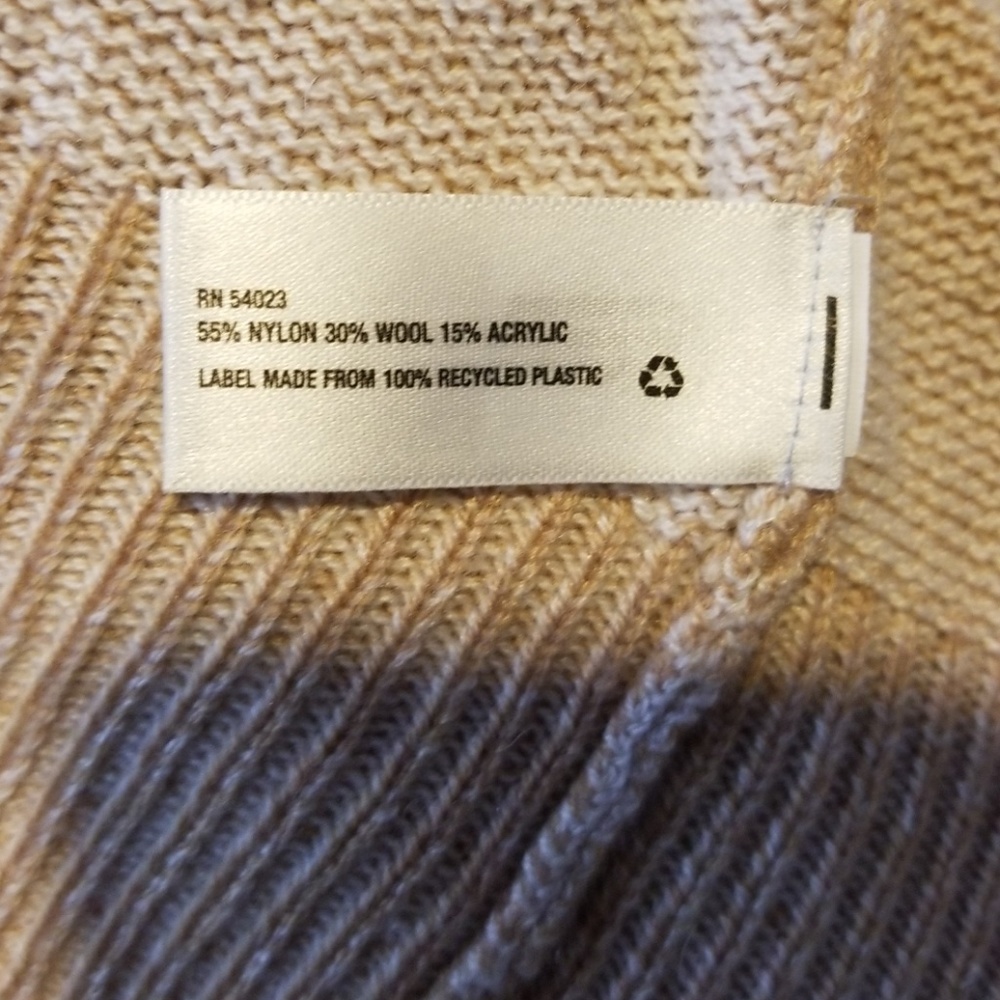 RN 54023
55% NYLON 30% WOOL 15% ACRYLIC
LABEL MADE FROM 100% RECYCLED PLASTIC